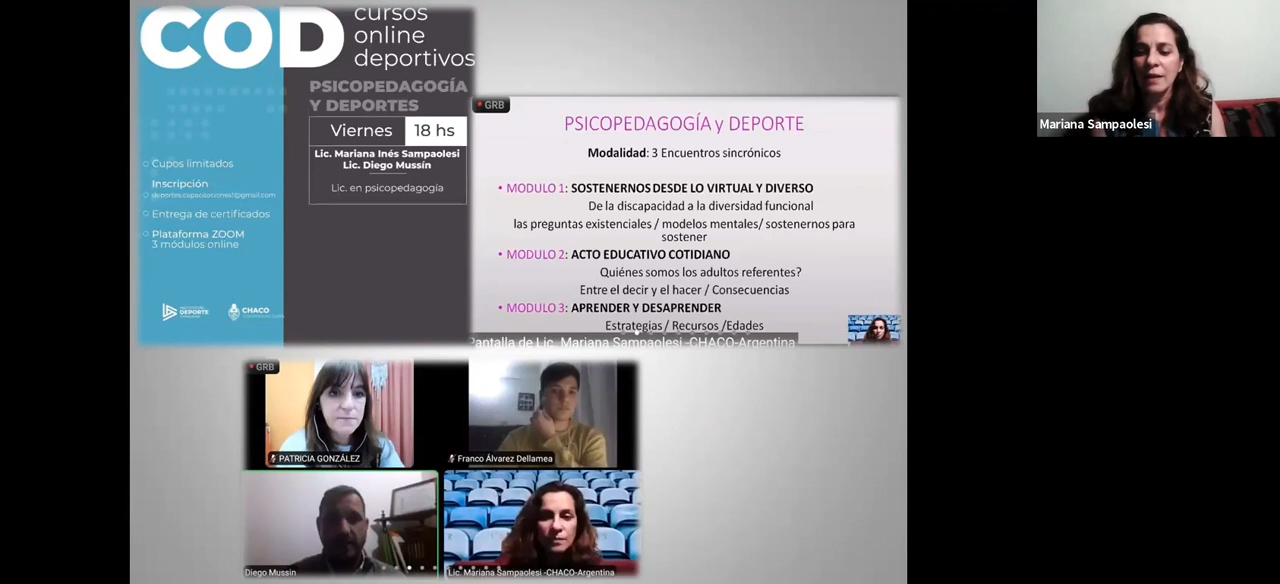 COD
cursos
online
deportivos
PSICOPEDAGOGÍA
Y DEPORTES
Viernes 18 hs
Lic. Mariana Inés Sampaolesi
Lic. Diego Mussín
Lic. en psicopedagogía
Cupos limitados
Inscripción
deportes.capacitaciones1@gmail.com
Entrega de certificados
Plataforma ZOOM
3 módulos online
DEPORTE
CHACO
GRB
PSICOPEDAGOGÍA y DEPORTE
Modalidad: 3 Encuentros sincrónicos
• MODULO 1: SOSTENERNOS DESDE LO VIRTUAL Y DIVERSO
De la discapacidad a la diversidad funcional
las preguntas existenciales / modelos mentales/ sostenernos para
sostener
• MODULO 2: ACTO EDUCATIVO COTIDIANO
Quiénes somos los adultos referentes?
Entre el decir y el hacer / Consecuencias
• MODULO 3: APRENDER Y DESAPRENDER
Estrategias / Recursos /Edades
Pantalla de Lic. Mariana Sampaolesi -CHACO-Argentina
Mariana Sampaolesi
GRB
PATRICIA GONZÁLEZ
Franco Álvarez Dellamea
Diego Mussin
Lic. Mariana Sampaolesi -CHACO-Argentina